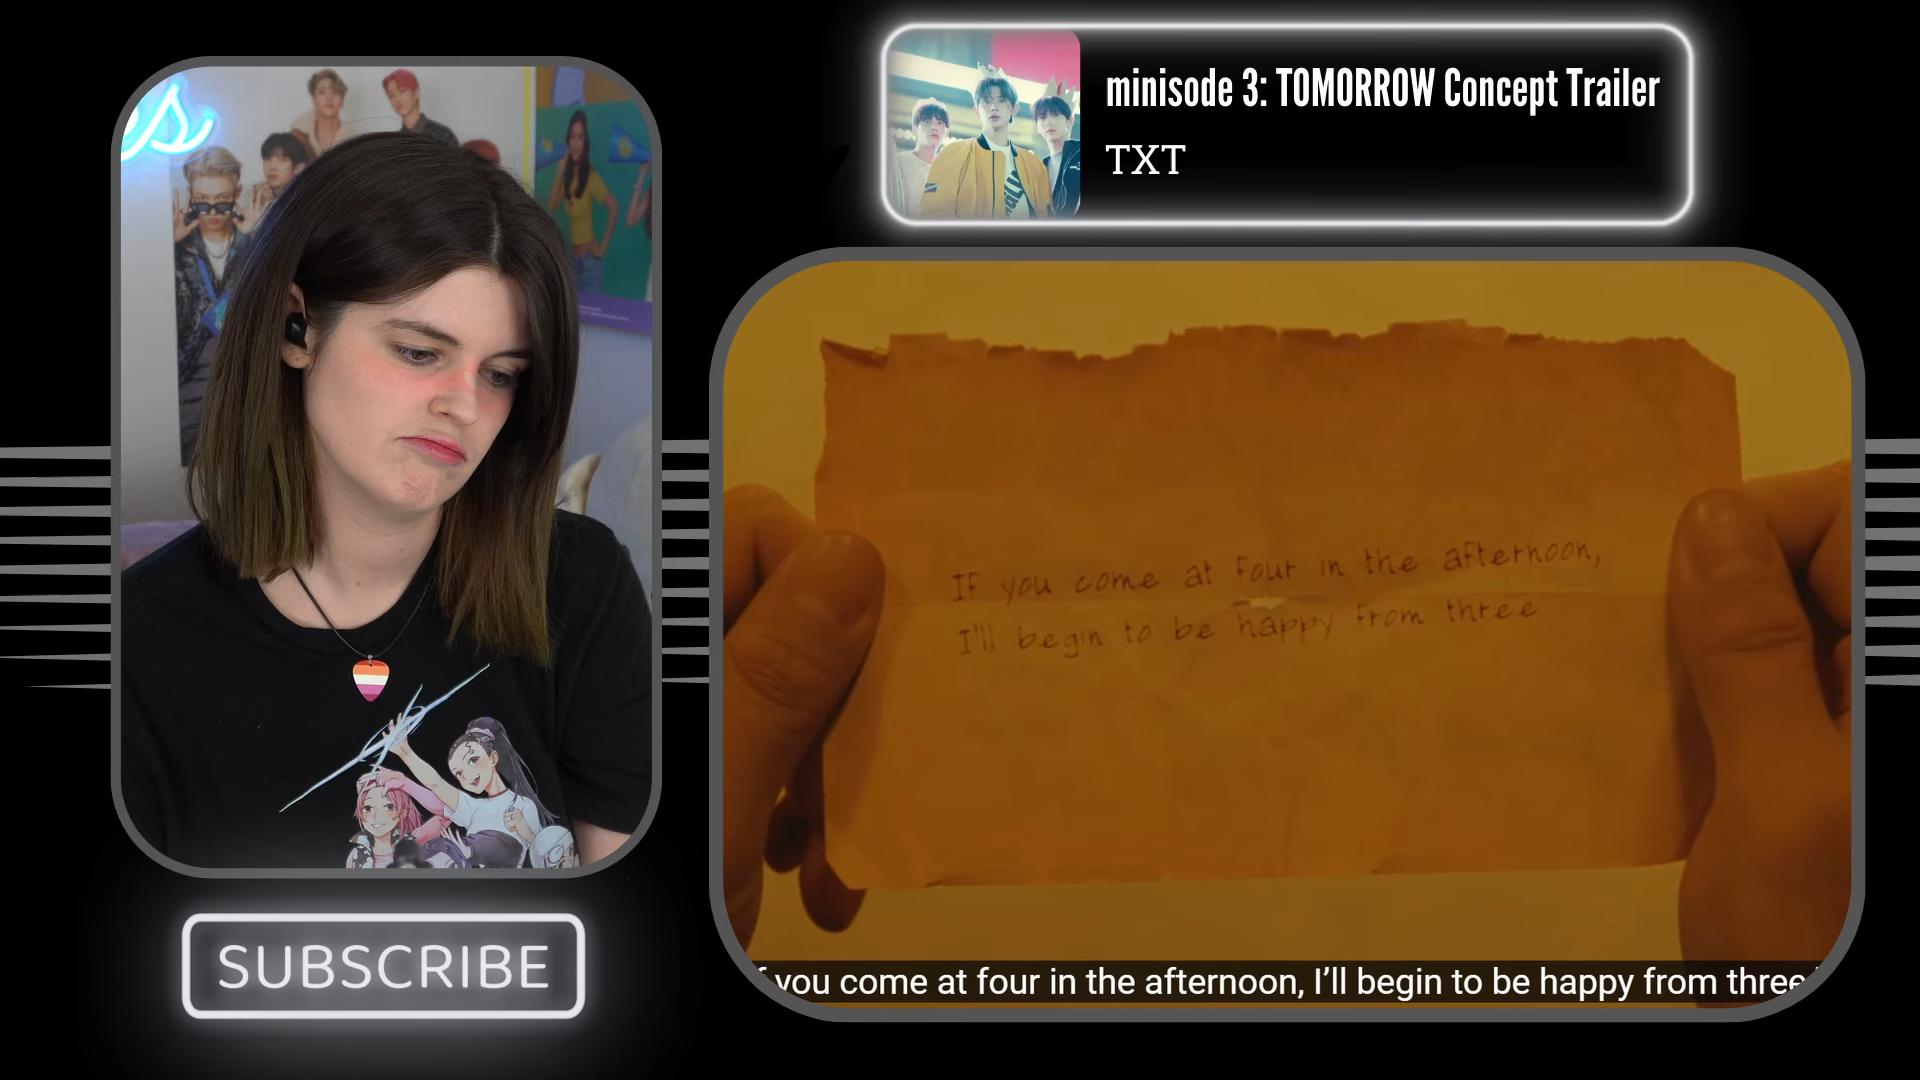 s
minisode 3: TOMORROW Concept Trailer
TXT
If you come at four in the afternoon,
I'll begin to be happy from three
you come at four in the afternoon, I'll begin to be happy from three
SUBSCRIBE